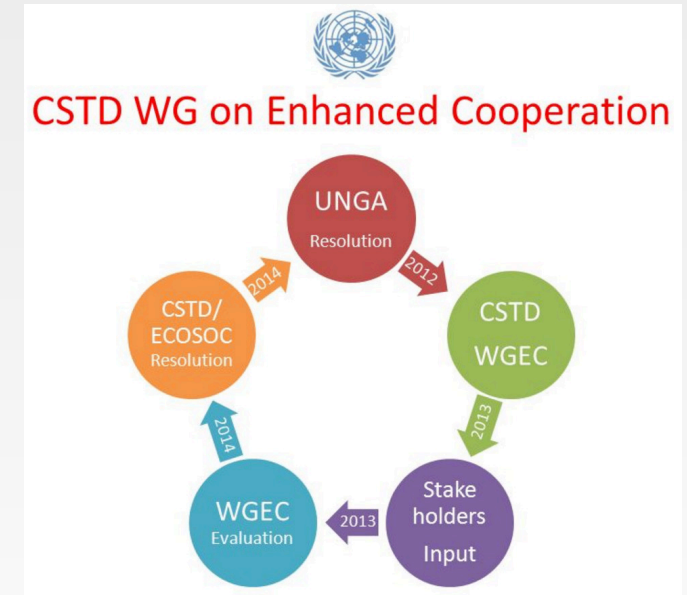 CSTD WG on Enhanced Cooperation
UNGA
Resolution
2012
CSTD
WGEC
2013
Stake
holders
Input
2013
WGEC
Evaluation
2014
CSTD/
ECOSOC
Resolution
2014